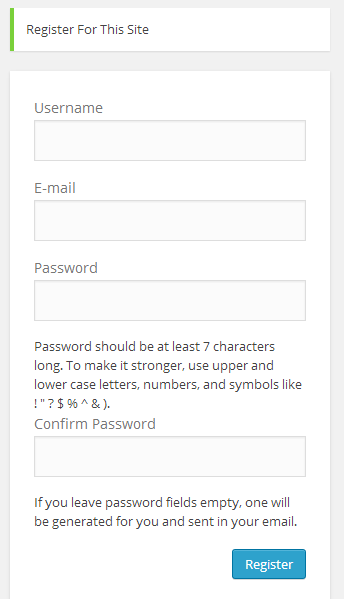 Register For This Site
Username
E-mail
Password
Password should be at least 7 characters
long. To make it stronger, use upper and
lower case letters, numbers, and symbols like
! " ? $ % ^ & ).
Confirm Password
If you leave password fields empty, one will
be generated for you and sent in your email.
Register